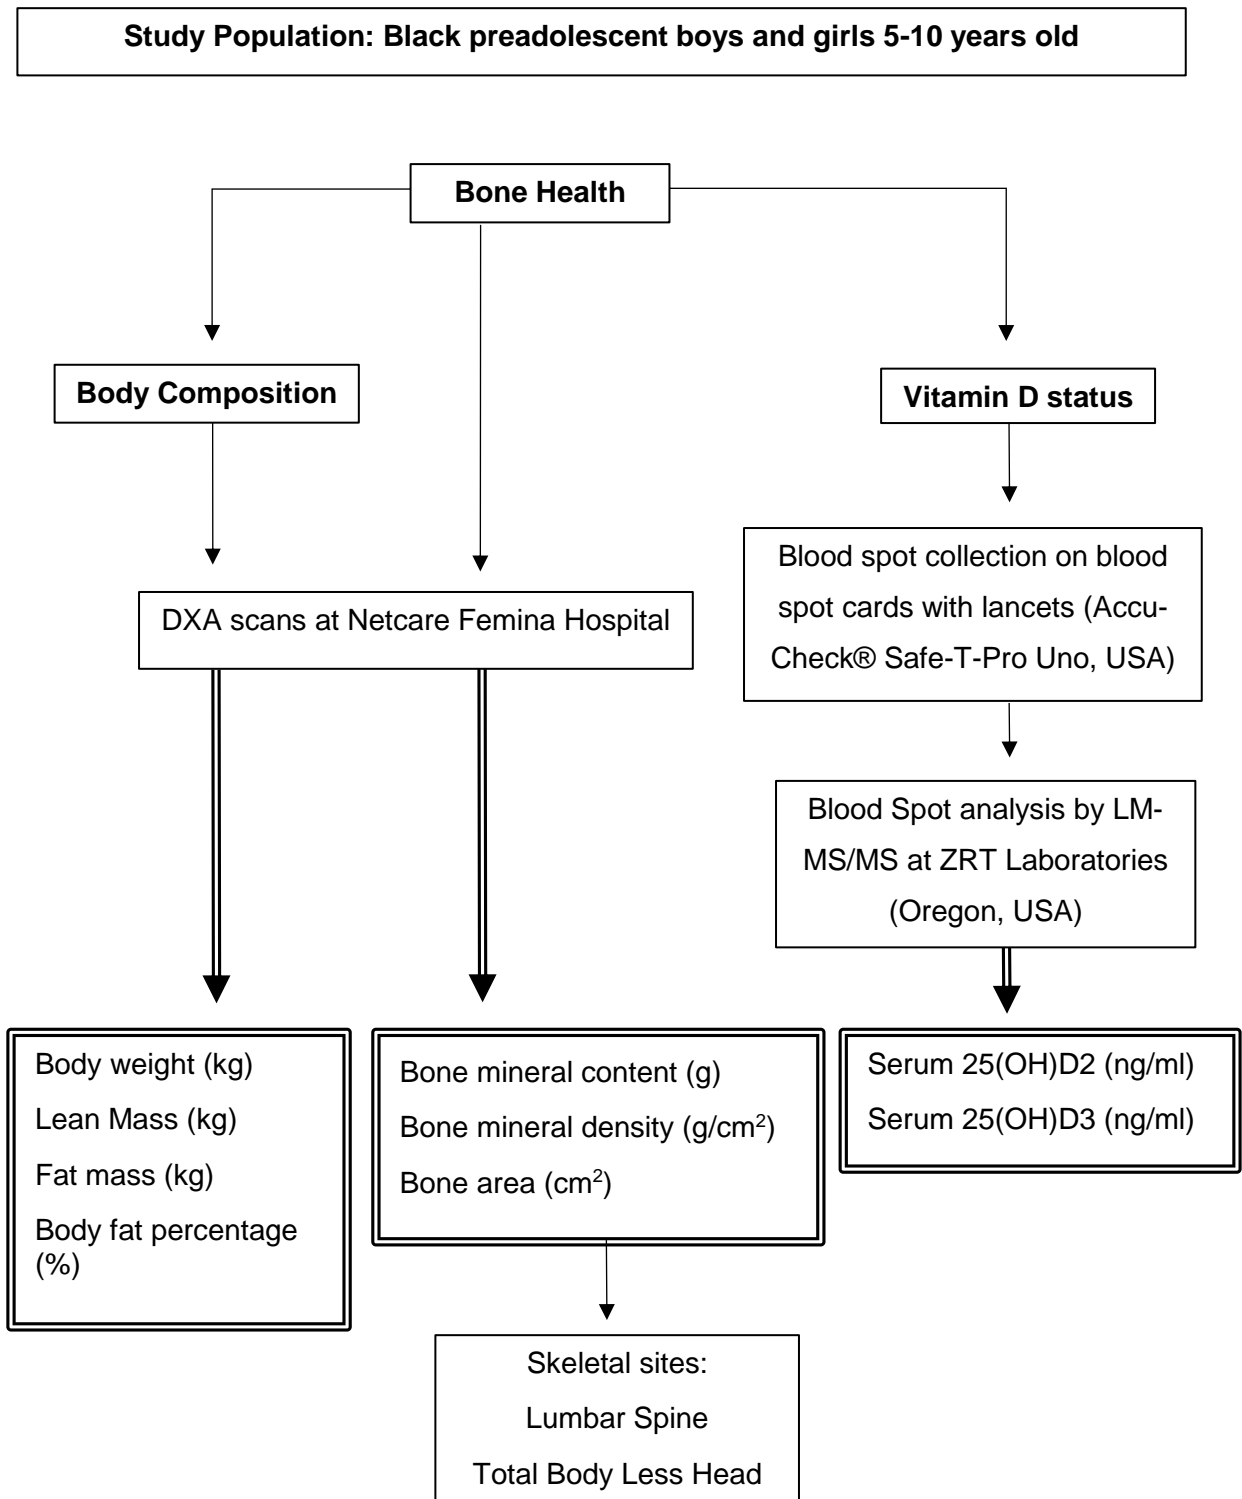 Study Population: Black preadolescent boys and girls 5-10 years old
Bone Health
Body Composition
Vitamin D status
Blood spot collection on blood
spot cards with lancets (Accu-
Check® Safe-T-Pro Uno, USA)
DXA scans at Netcare Femina Hospital
Blood Spot analysis by LM-
MS/MS at ZRT Laboratories
(Oregon, USA)
Body weight (kg)
Lean Mass (kg)
Fat mass (kg)
Body fat percentage
(%)
Bone mineral content (g)
Bone mineral density (g/cm²)
Bone area (cm²)
Serum 25(OH)D2 (ng/ml)
Serum 25(OH)D3 (ng/ml)
Skeletal sites:
Lumbar Spine
Total Body Less Head